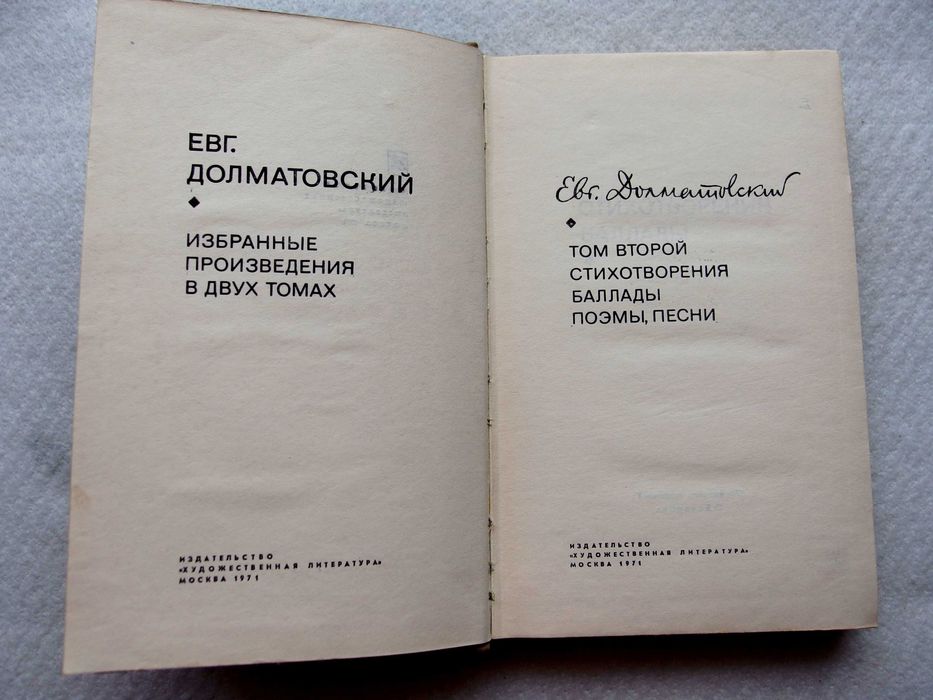 ЕВГ.
ДОЛМАТОВСКИЙ
ИЗБРАННЫЕ
ПРОИЗВЕДЕНИЯ
В ДВУХ ТОМАХ
ИЗДАТЕЛЬСТВО
«ХУДОЖЕСТВЕННАЯ ЛИТЕРАТУРА»
МОСКВА 1971
Евг. Долматовский
ТОМ ВТОРОЙ
СТИХОТВОРЕНИЯ
БАЛЛАДЫ
ПОЭМЫ, ПЕСНИ
ИЗДАТЕЛЬСТВО
«ХУДОЖЕСТВЕННАЯ ЛИТЕРАТУРА»
МОСКВА 1971